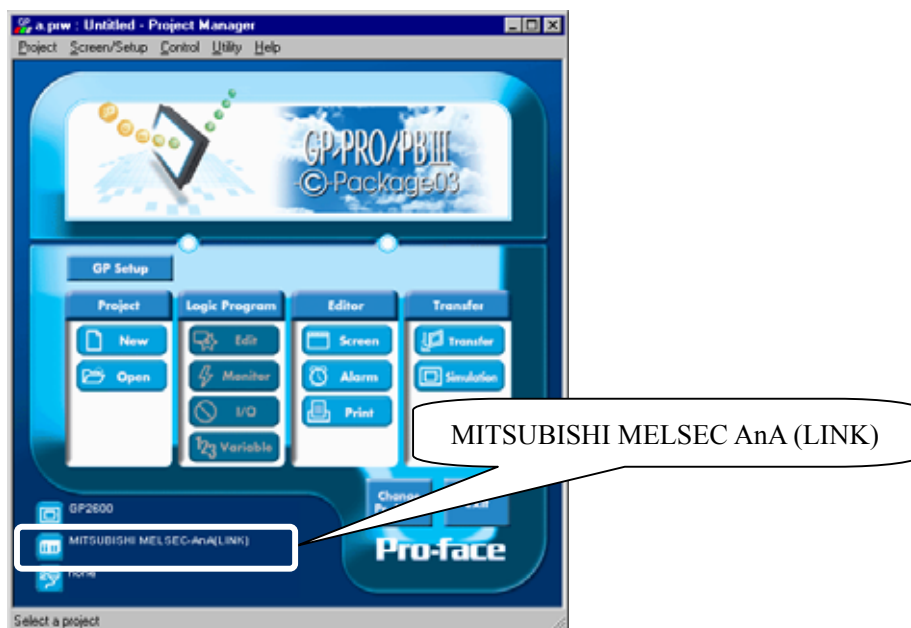 a.prw : Untitled - Project Manager
Project Screen/Setup Control Utility Help
GP-PRO/PBIII
C-Package03
GP Setup
Project Logic Program Editor Transfer
New Edit Screen Transfer
Open Monitor Alarm Simulation
I/O Print
123 Variable
MITSUBISHI MELSEC AnA (LINK)
GP2600
MITSUBISHI MELSEC-AnA(LINK)
none
Pro-face
Select a project